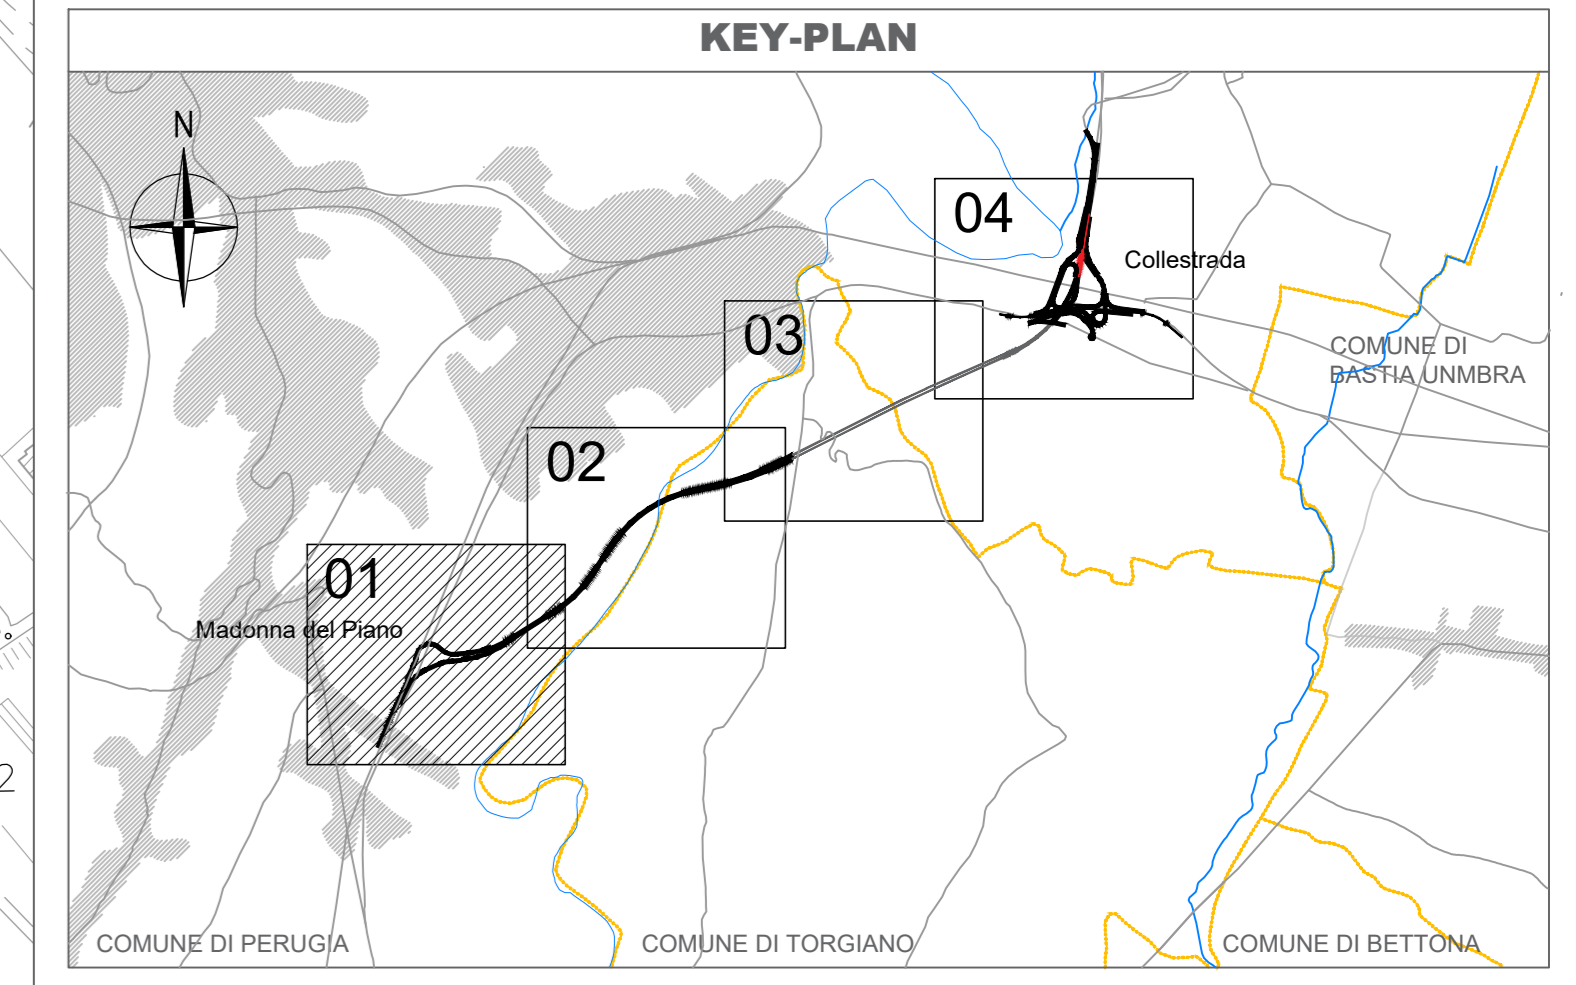 KEY-PLAN
N
04
Collestrada
03
COMUNE DI
BASTIA UNMBRA
02
01
Madonna del Piano
2
COMUNE DI PERUGIA
COMUNE DI TORGIANO
COMUNE DI BETTONA